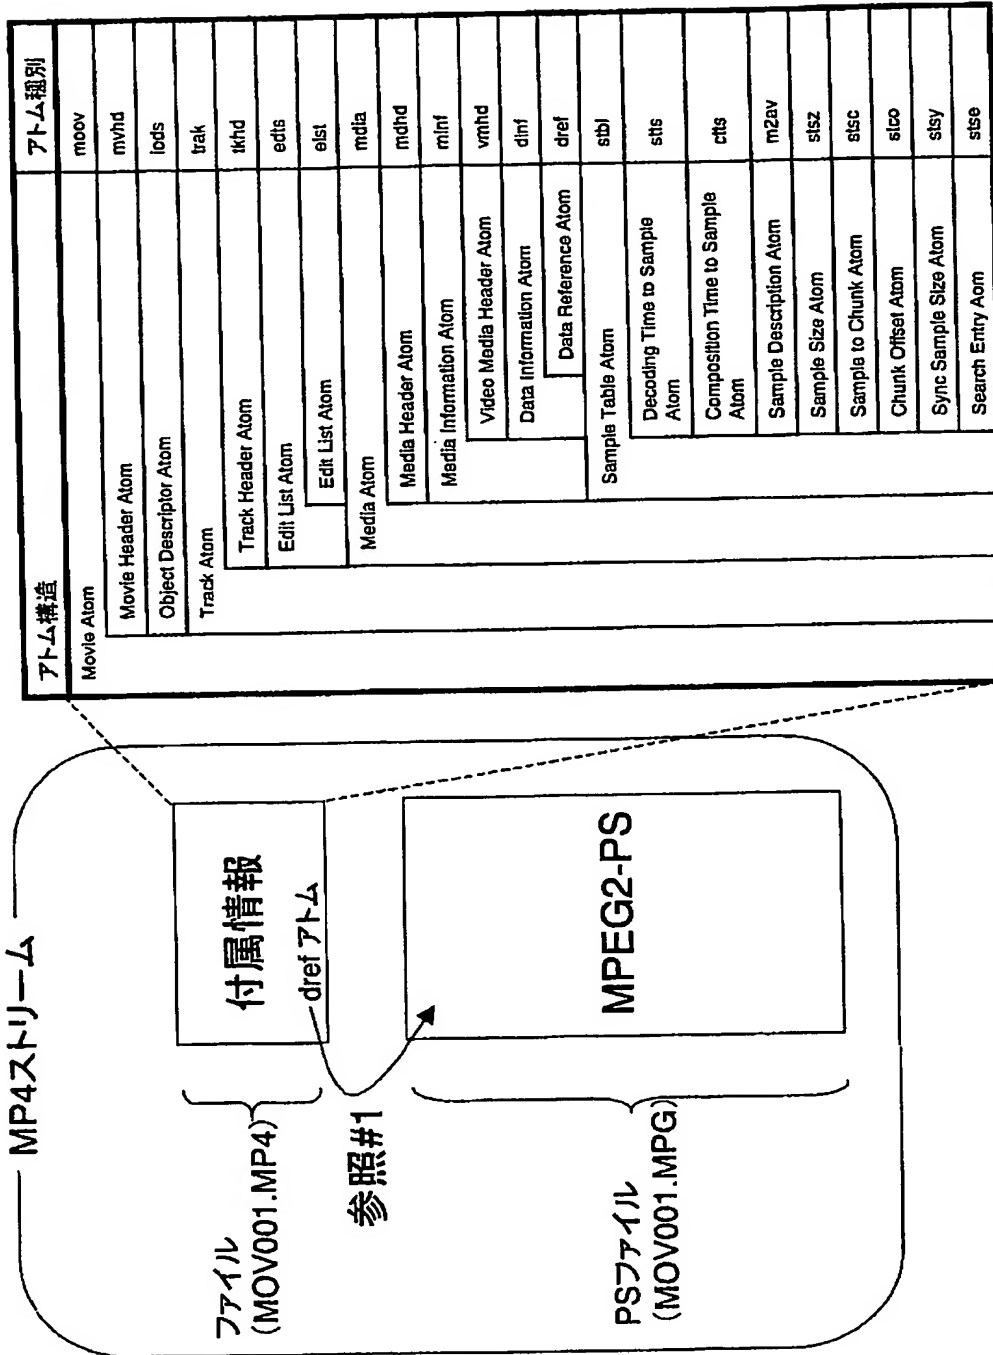 MP4ストリーム
ファイル
(MOV001.MP4)
付属情報
dref アトム
参照#1
PSファイル
(MOV001.MPG)
MPEG2-PS
アトム構造 アトム種別
Movie Atom moov
Movie Header Atom mvhd
Object Descriptor Atom iods
Track Atom trak
Track Header Atom tkhd
Edit List Atom edts
Edit List Atom elst
Media Atom mdia
Media Header Atom mdhd
Media Information Atom minf
Video Media Header Atom vmhd
Data Information Atom dinf
Data Reference Atom dref
Sample Table Atom stbl
Decoding Time to Sample
Atom stts
Composition Time to Sample
Atom ctts
Sample Description Atom m2av
Sample Size Atom stsz
Sample to Chunk Atom stsc
Chunk Offset Atom stco
Sync Sample Size Atom stsy
Search Entry Aom stse